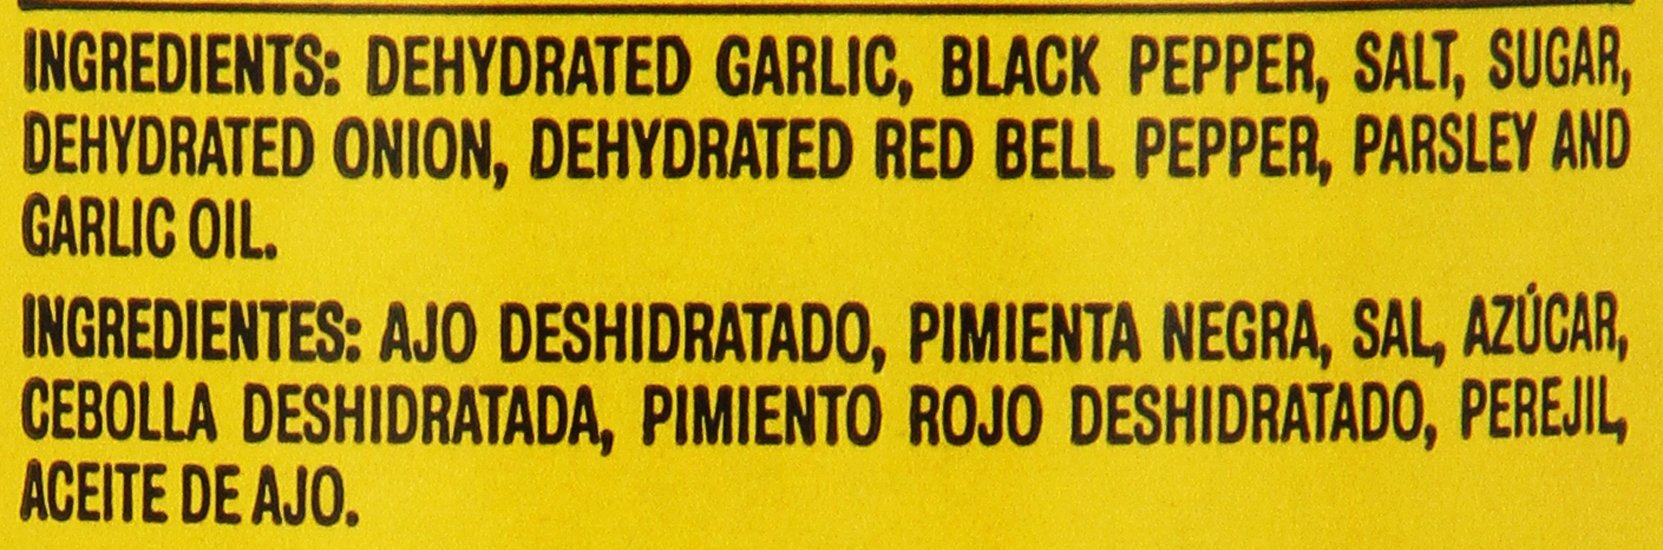 INGREDIENTS: DEHYDRATED GARLIC, BLACK PEPPER, SALT, SUGAR,
DEHYDRATED ONION, DEHYDRATED RED BELL PEPPER, PARSLEY AND
GARLIC OIL.
INGREDIENTES: AJO DESHIDRATADO, PIMIENTA NEGRA, SAL, AZÚCAR,
CEBOLLA DESHIDRATADA, PIMIENTO ROJO DESHIDRATADO, PEREJIL,
ACEITE DE AJO.